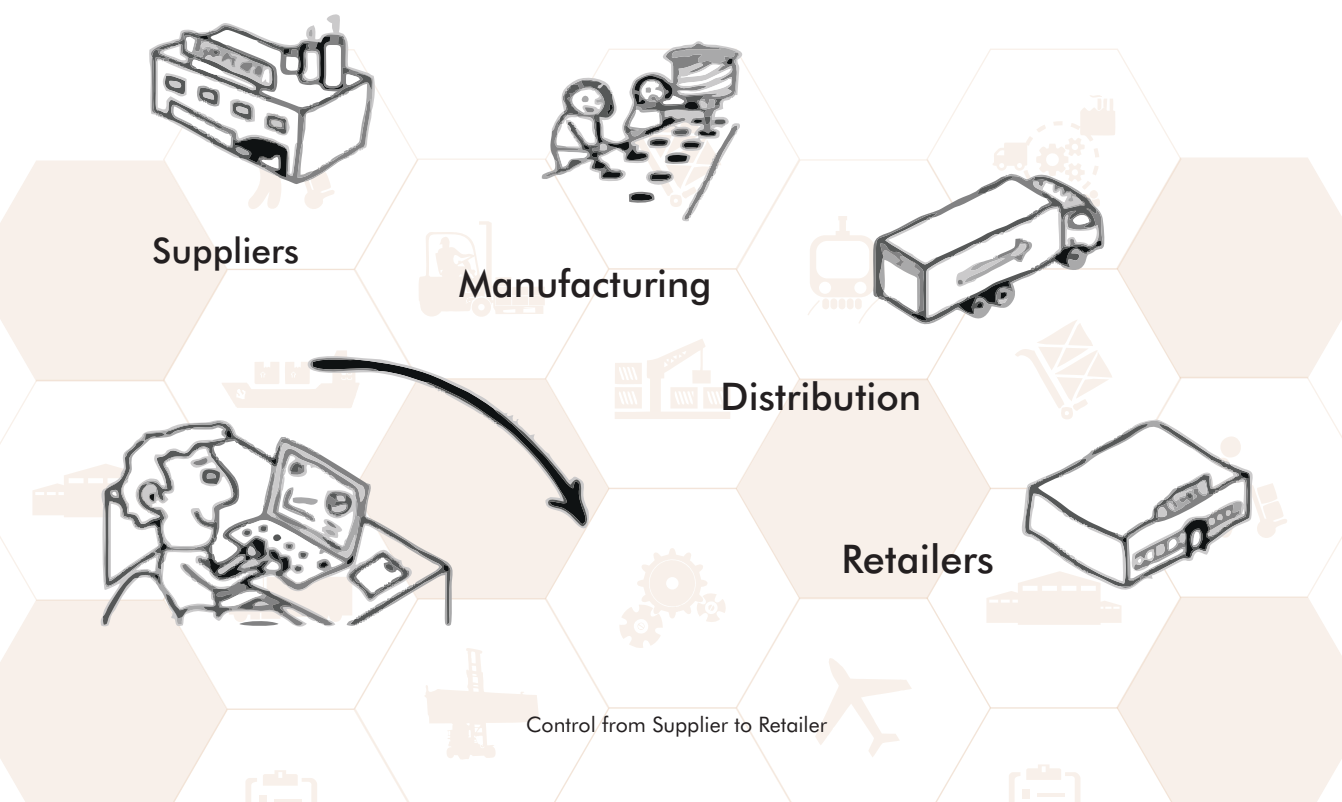 Suppliers
Manufacturing
Distribution
Retailers
Control from Supplier to Retailer